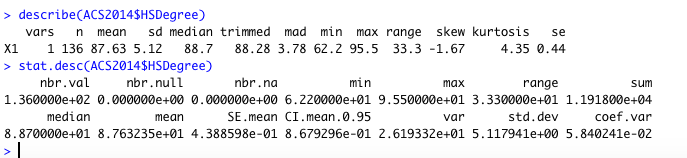 > describe(ACS2014$HSDegree)
vars n mean sd median trimmed mad min max range skew kurtosis se
X1 1 136 87.63 5.12 88.7 88.28 3.78 62.2 95.5 33.3 -1.67 4.35 0.44
> stat.desc(ACS2014$HSDegree)
nbr.val nbr.null nbr.na min max range sum
1.360000e+02 0.000000e+00 0.000000e+00 6.220000e+01 9.550000e+01 3.330000e+01 1.191800e+04
median mean SE.mean CI.mean.0.95 var std.dev coef.var
8.870000e+01 8.763235e+01 4.388598e-01 8.679296e-01 2.619332e+01 5.117941e+00 5.840241e-02
>